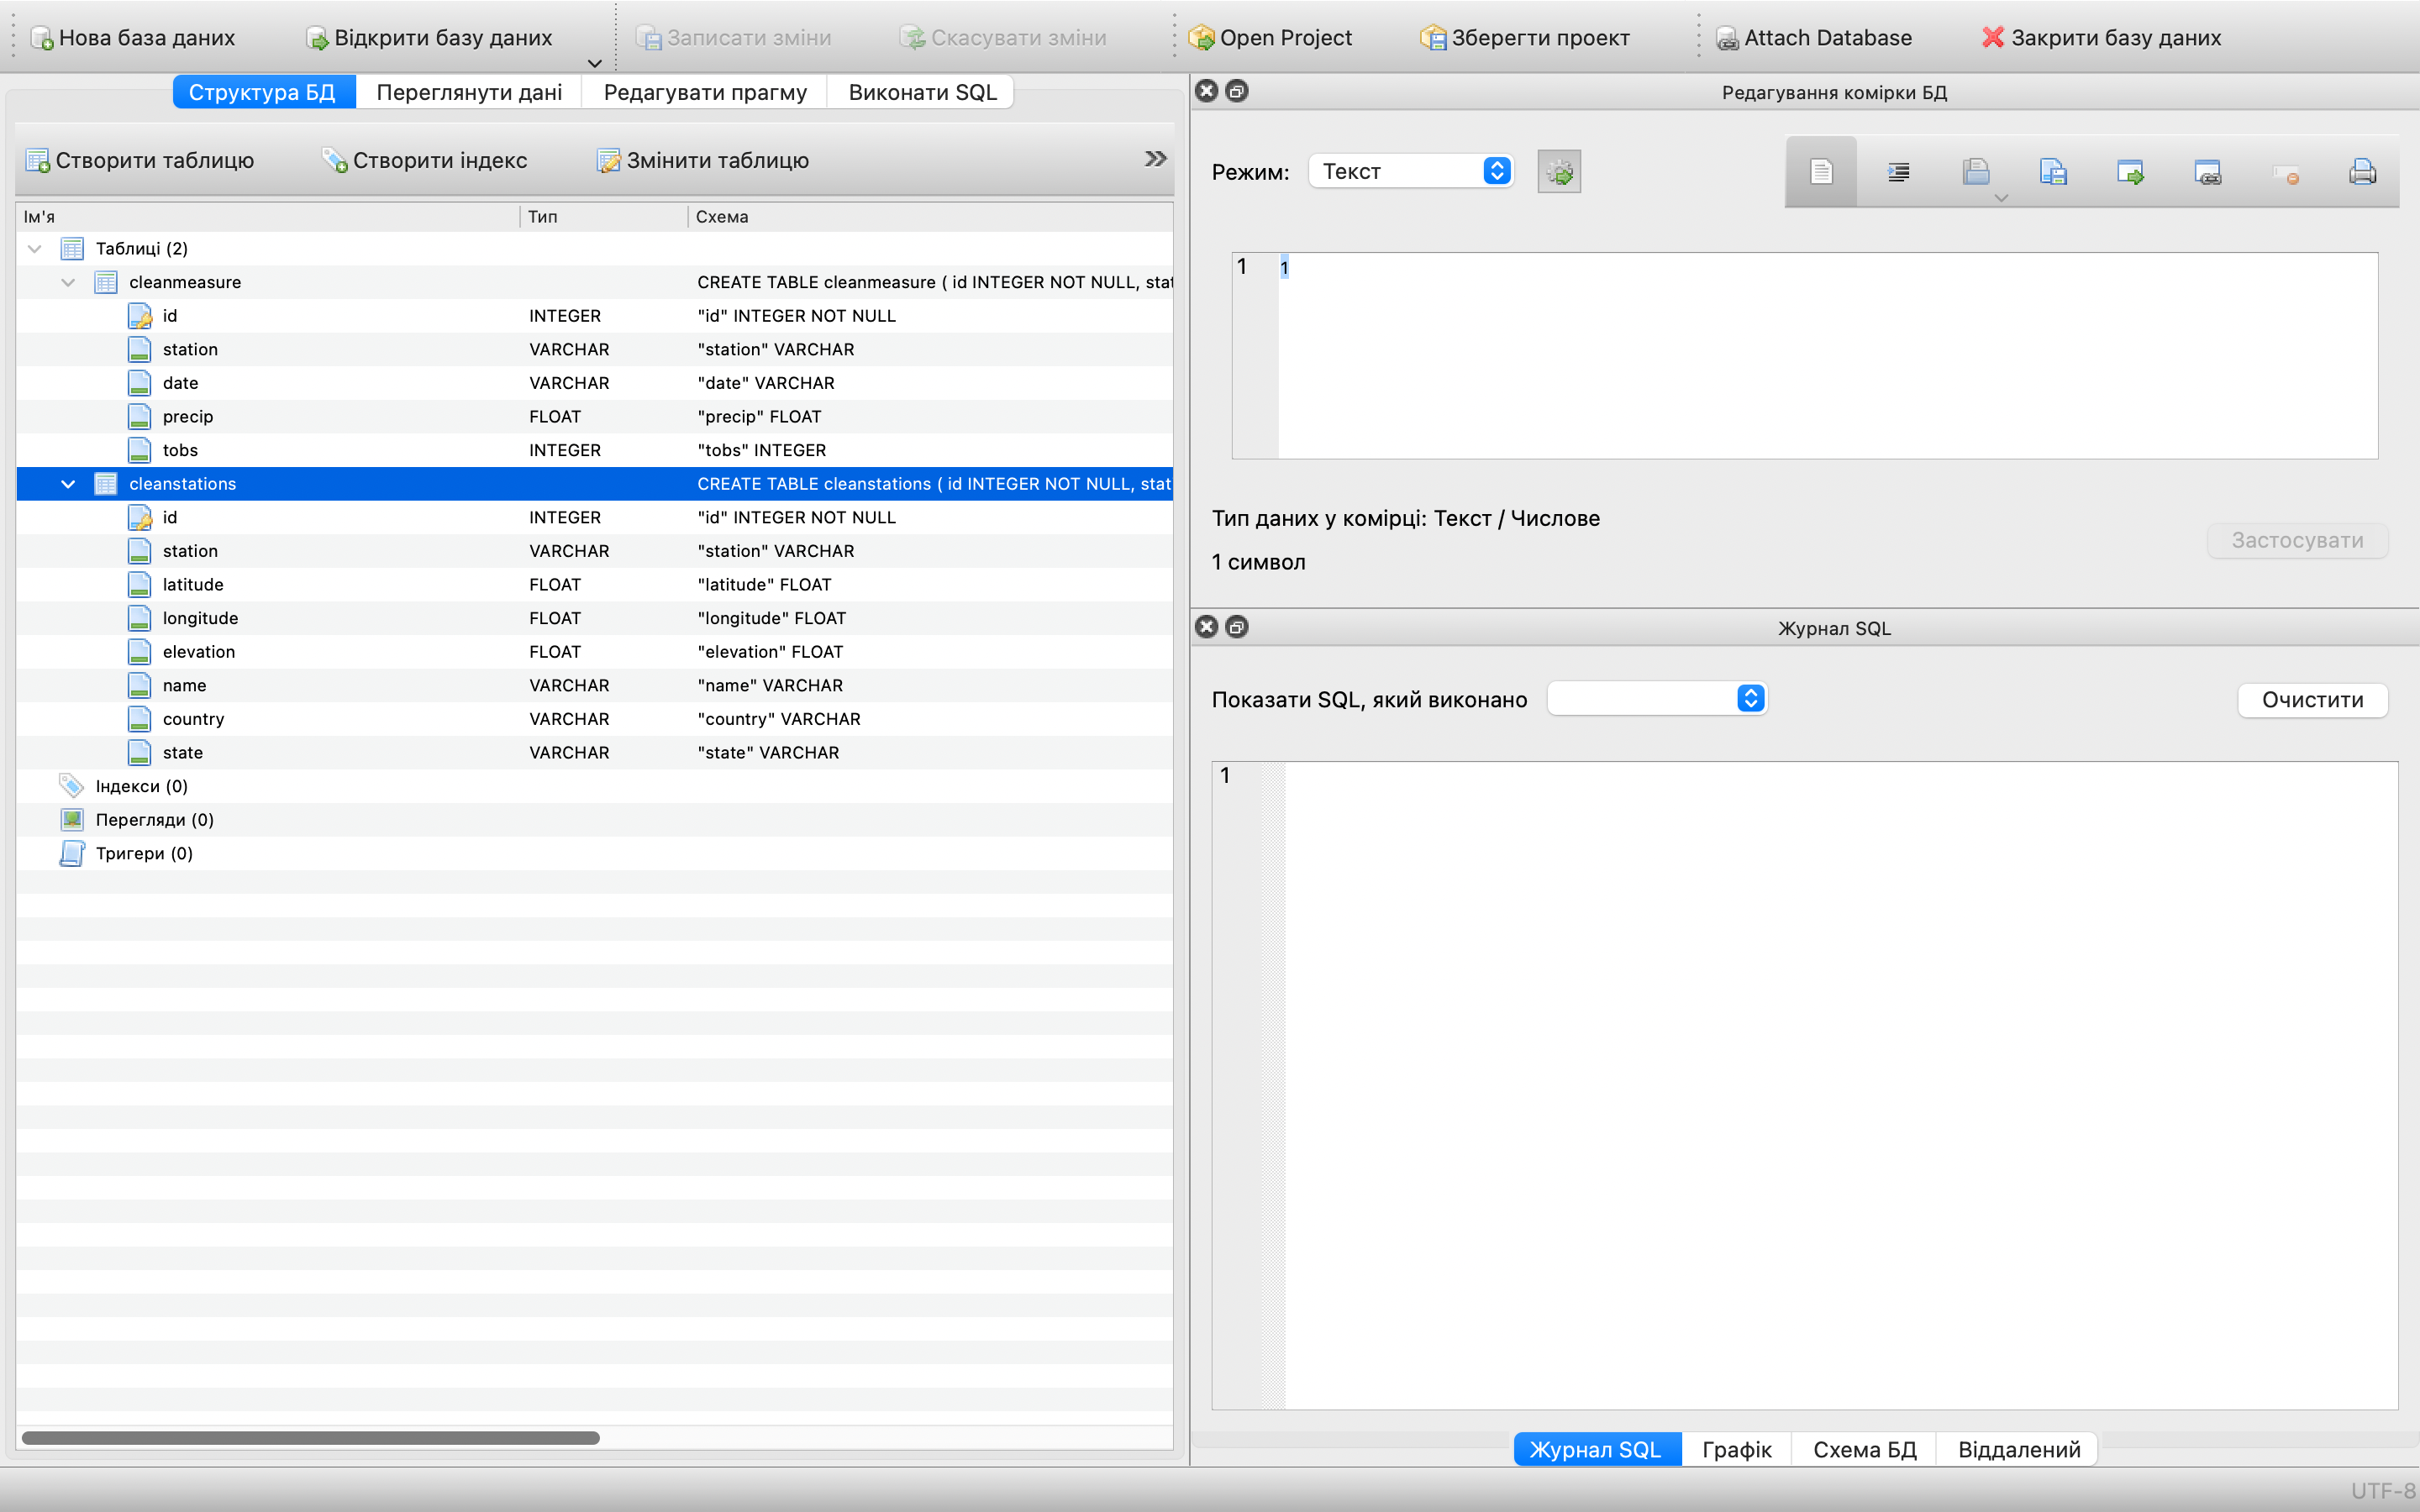 Нова база даних Відкрити базу даних Записати зміни Скасувати зміни Open Project Зберегти проект Attach Database Закрити базу даних
Структура БД Переглянути дані Редагувати прагму Виконати SQL
Створити таблицю Створити індекс Змінити таблицю
Ім'я Тип Схема
Таблиці (2)
cleanmeasure CREATE TABLE cleanmeasure ( id INTEGER NOT NULL, stat
id INTEGER "id" INTEGER NOT NULL
station VARCHAR "station" VARCHAR
date VARCHAR "date" VARCHAR
precip FLOAT "precip" FLOAT
tobs INTEGER "tobs" INTEGER
cleanstations CREATE TABLE cleanstations ( id INTEGER NOT NULL, stat
id INTEGER "id" INTEGER NOT NULL
station VARCHAR "station" VARCHAR
latitude FLOAT "latitude" FLOAT
longitude FLOAT "longitude" FLOAT
elevation FLOAT "elevation" FLOAT
name VARCHAR "name" VARCHAR
country VARCHAR "country" VARCHAR
state VARCHAR "state" VARCHAR
Індекси (0)
Перегляди (0)
Тригери (0)
Редагування комірки БД
Режим: Текст
1 1
Тип даних у комірці: Текст / Числове
1 символ
Застосувати
Журнал SQL
Показати SQL, який виконано Очистити
1
Журнал SQL Графік Схема БД Віддалений
UTF-8